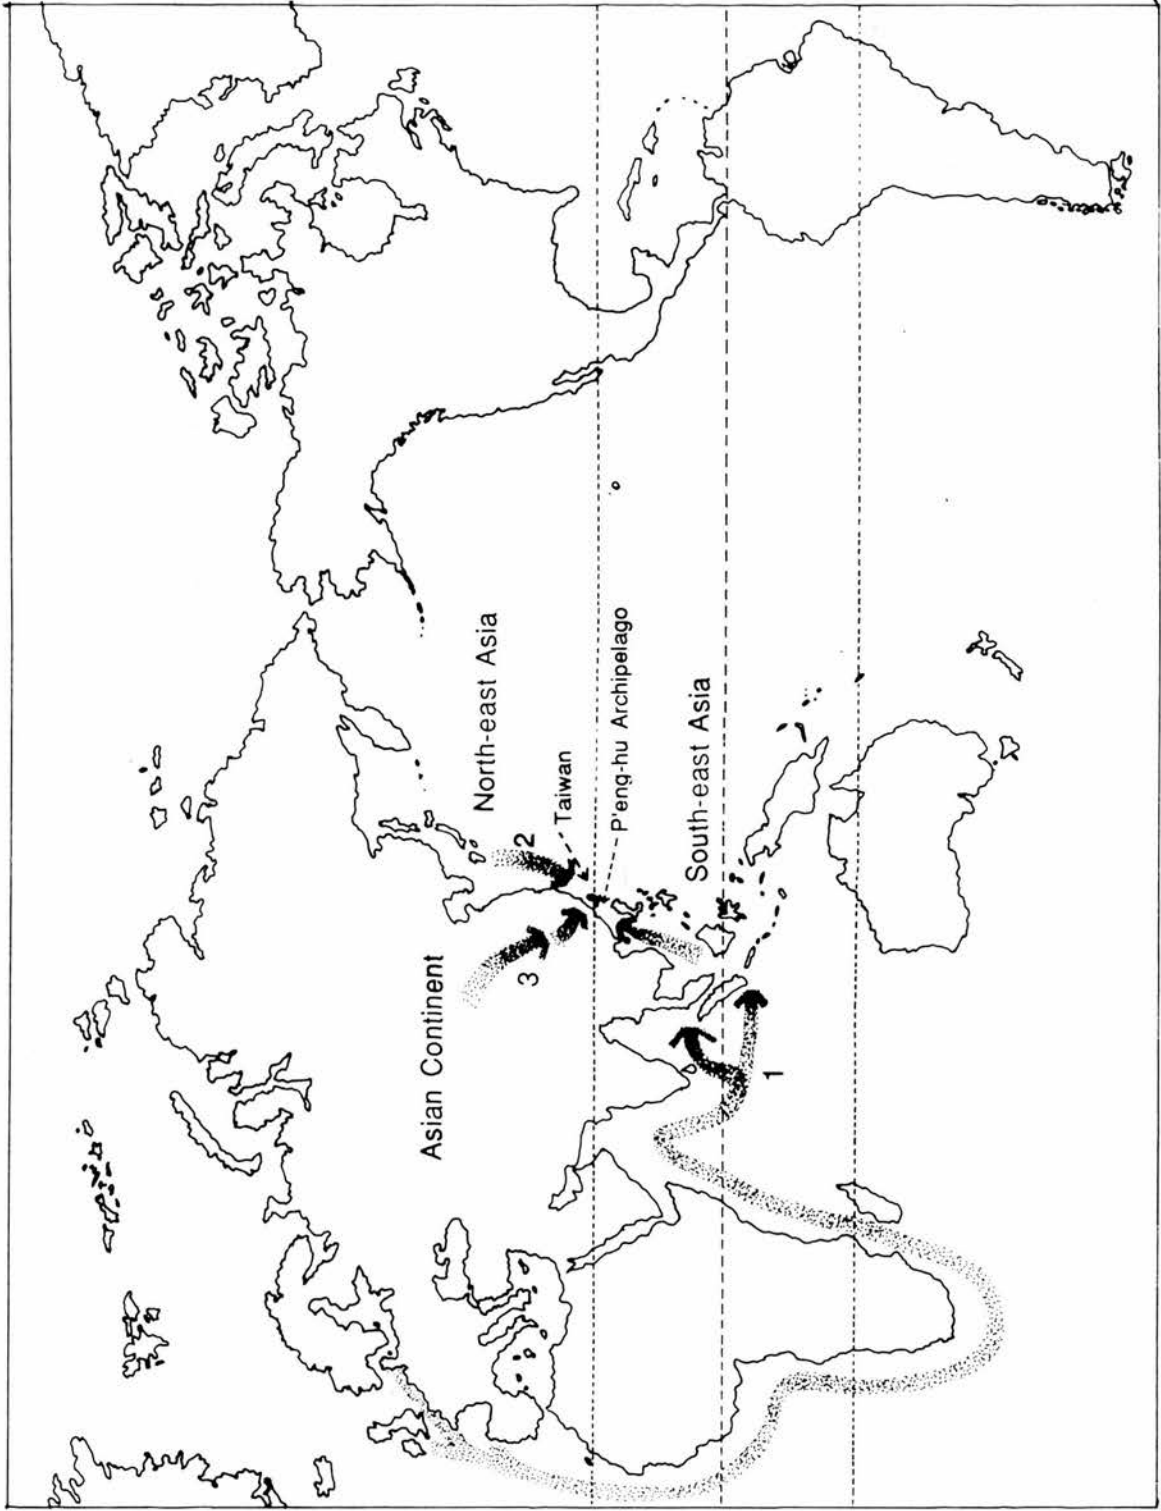 Asian Continent
North-east Asia
South-east Asia
Taiwan
P'eng-hu Archipelago
1
2
3